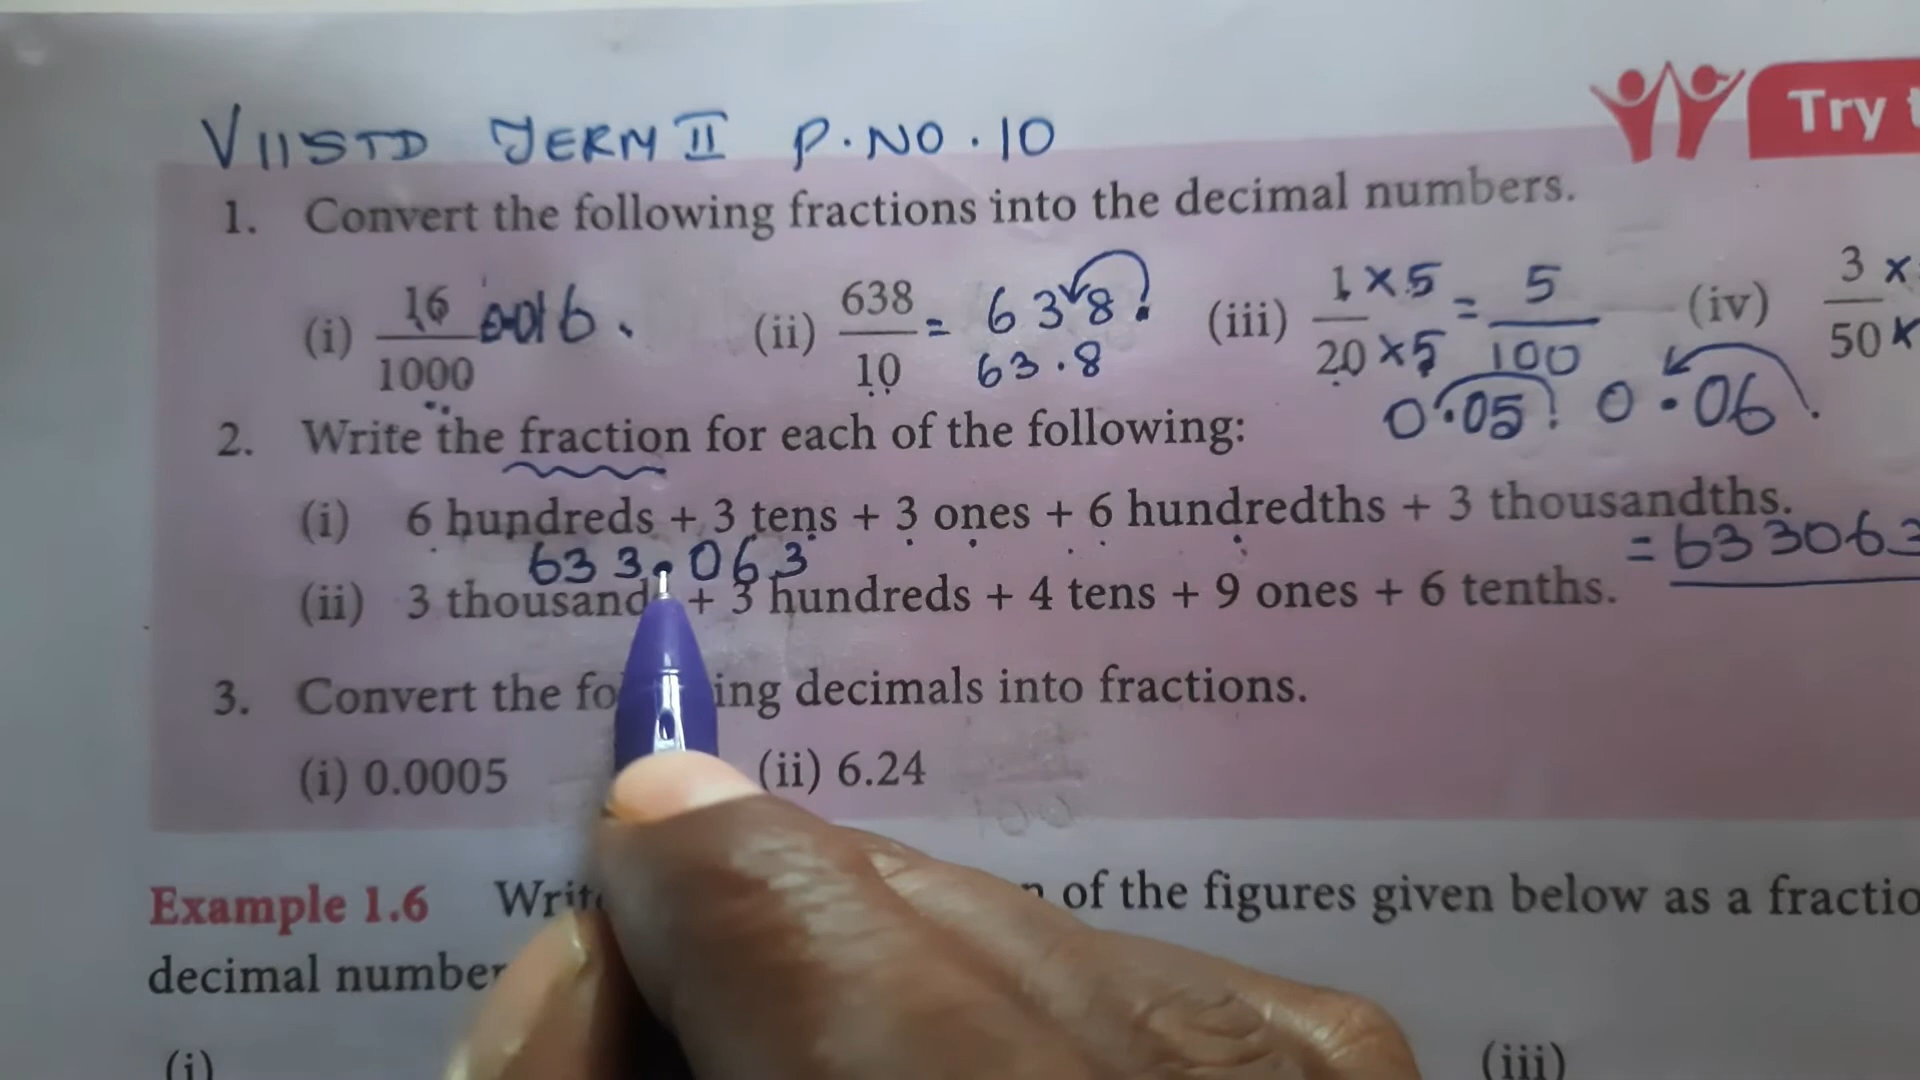 Try
VIISTD TERM II P.NO.10
1. Convert the following fractions into the decimal numbers.
(i) 16/1000 0.016 (ii) 638/10 = 638. (iii) 1×5/20×5 = 5/100 (iv) 3×/50×
63.8
0.05. 0.06
2. Write the fraction for each of the following:
(i) 6 hundreds + 3 tens + 3 ones + 6 hundredths + 3 thousandths.
633.063 = 633063
(ii) 3 thousand + 3 hundreds + 4 tens + 9 ones + 6 tenths.
3. Convert the decimals into fractions.
(i) 0.0005 (ii) 6.24
Example 1.6 of the figures given below as a
decimal
(i) (iii)